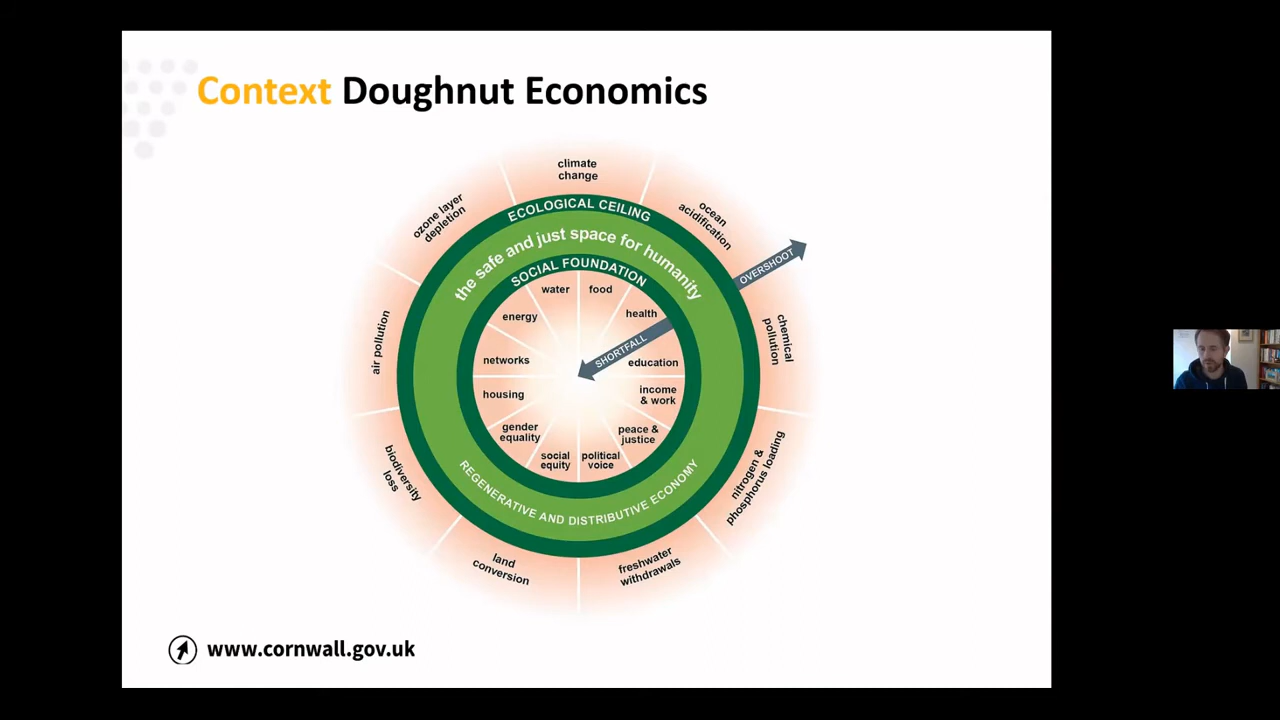 Context Doughnut Economics
climate
change
ocean
acidification
chemical
pollution
nitrogen &
phosphorus loading
freshwater
withdrawals
land
conversion
biodiversity
loss
air pollution
ozone layer
depletion
OVERSHOOT
ECOLOGICAL CEILING
the safe and just space for humanity
SOCIAL FOUNDATION
water
food
health
SHORTFALL
education
income
& work
peace &
justice
political
voice
social
equity
gender
equality
housing
networks
energy
REGENERATIVE AND DISTRIBUTIVE ECONOMY
www.cornwall.gov.uk